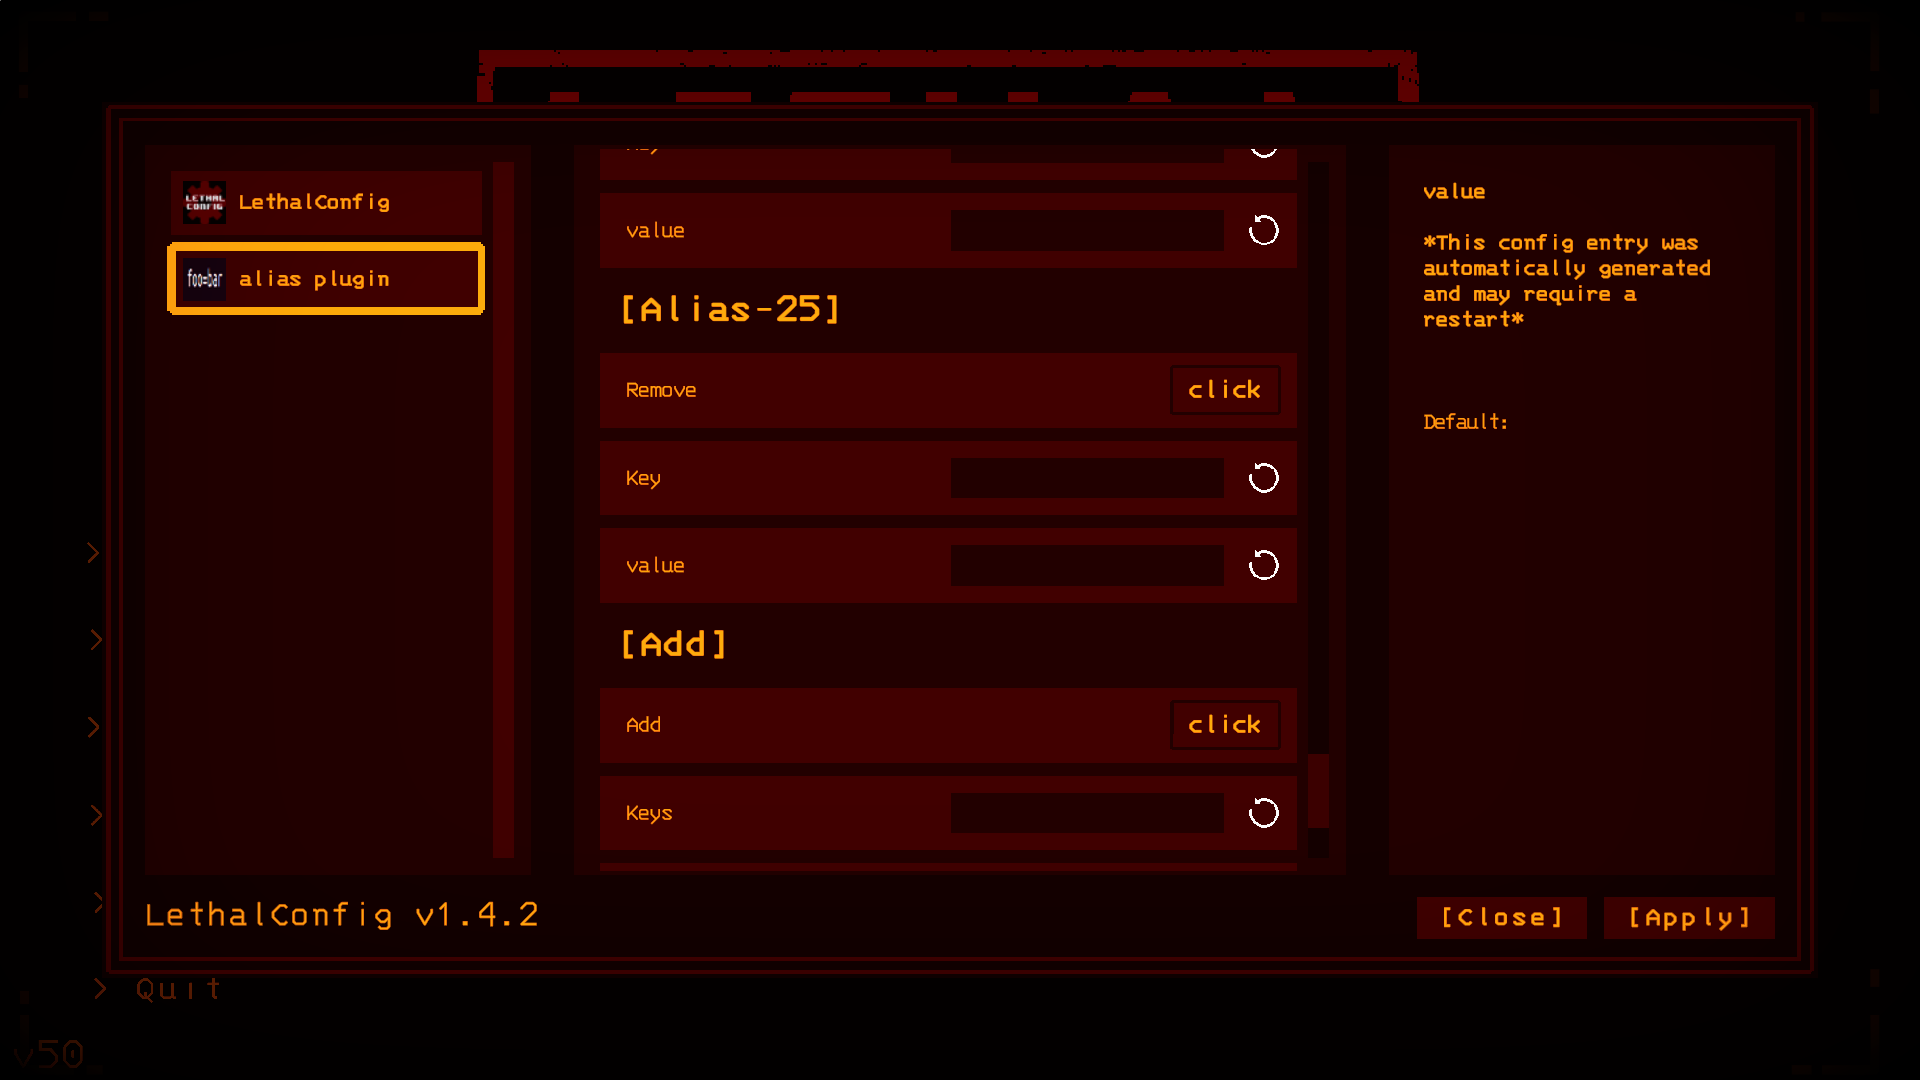 LETHAL
CONFIG
LethalConfig
foo=bar
alias plugin
value
[Alias-25]
Remove
click
Key
value
[Add]
Add
click
Keys
value
*This config entry was
automatically generated
and may require a
restart*
Default:
LethalConfig v1.4.2
[Close]
[Apply]
> Quit
v50